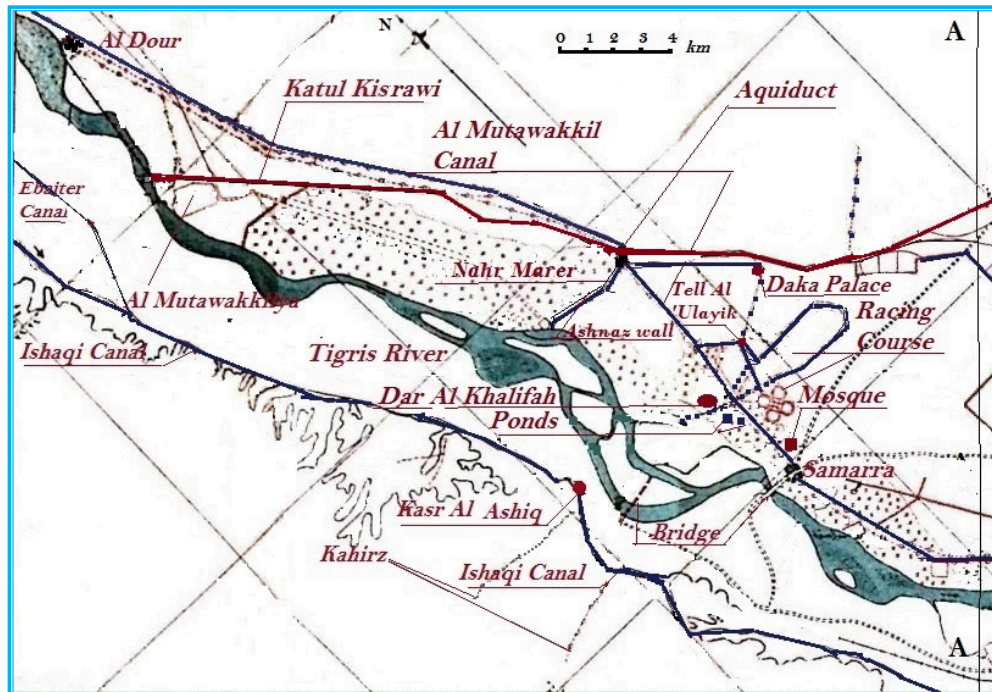 N
A
Al Dour
0 1 2 3 4
km
Katul Kisrawi
Aquiduct
Al Mutawakkil
Canal
Ebaiter
Canal
Nahr Marer
Tell Al
'Ulayik
Daka Palace
Al Mutawakkiliya
Ashnaz wall
Racing
Course
Ishaqi Canal
Tigris River
Dar Al Khalifah
Ponds
Mosque
Samarra
A
Kasr Al Ashiq
Bridge
Kahirz
Ishaqi Canal
A